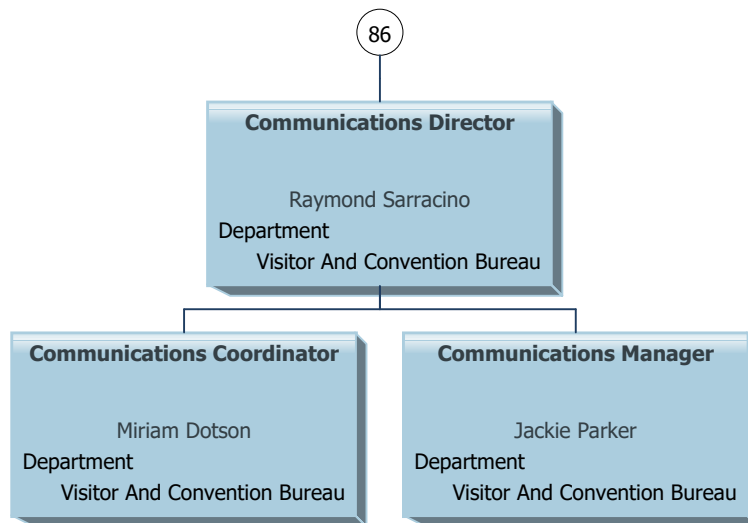 86
Communications Director
Raymond Sarracino
Department
Visitor And Convention Bureau
Communications Coordinator
Miriam Dotson
Department
Visitor And Convention Bureau
Communications Manager
Jackie Parker
Department
Visitor And Convention Bureau